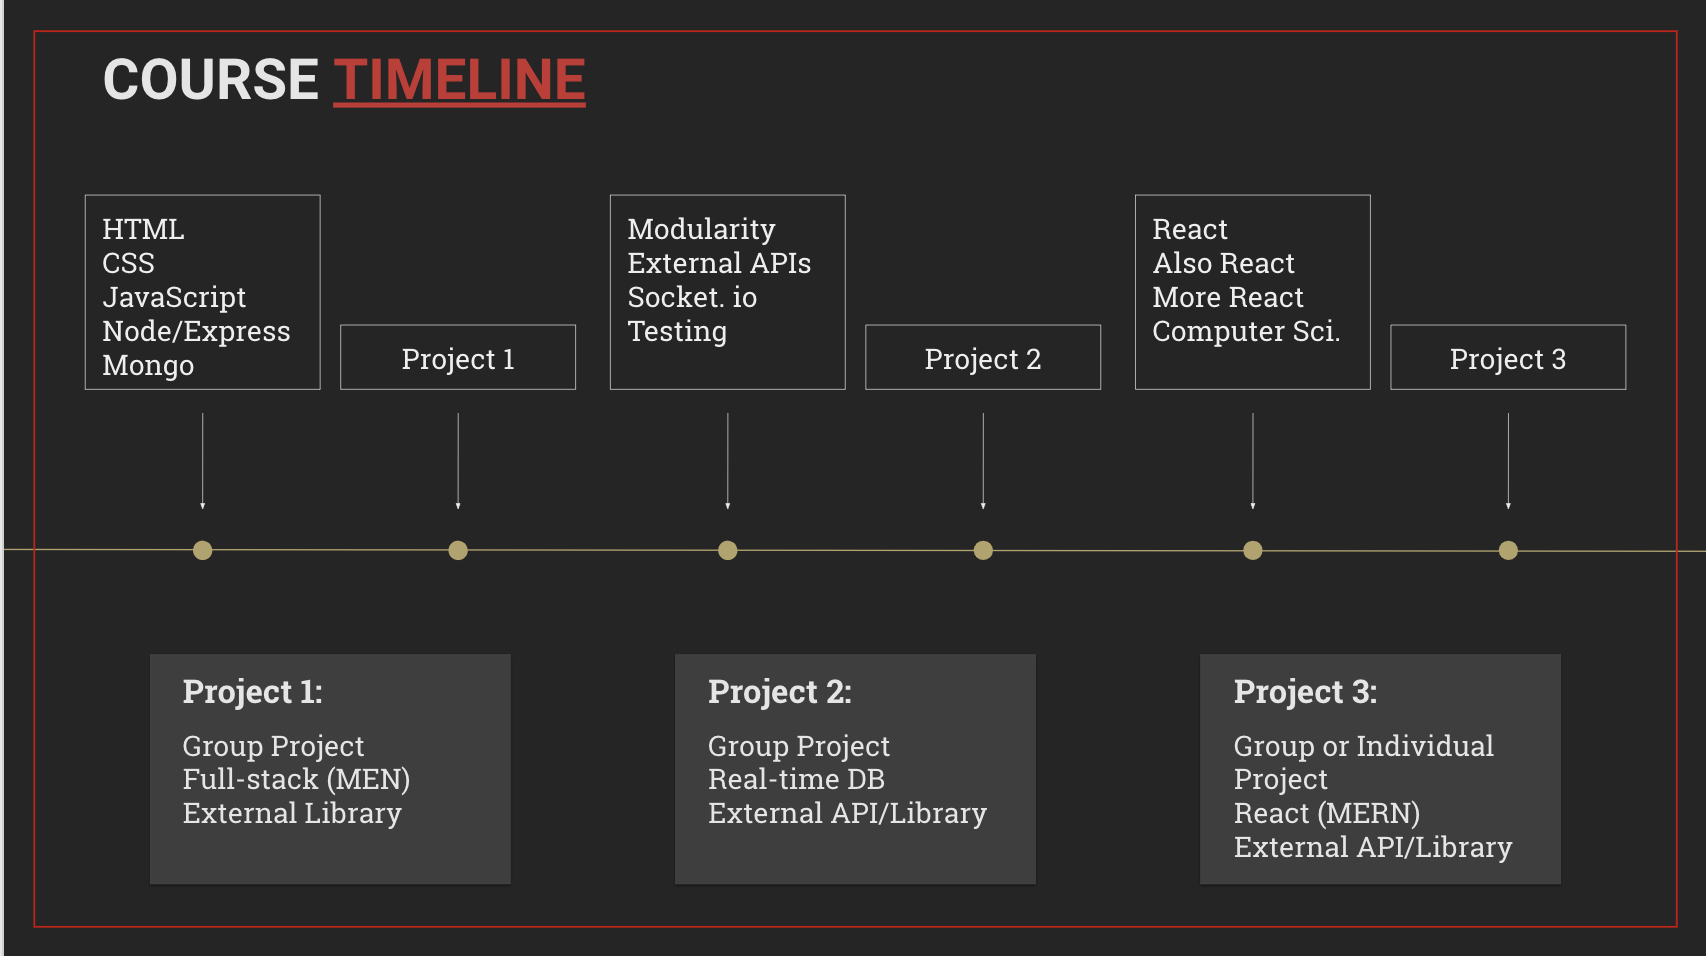 COURSE TIMELINE
HTML
CSS
JavaScript
Node/Express
Mongo
Project 1
Modularity
External APIs
Socket. io
Testing
Project 2
React
Also React
More React
Computer Sci.
Project 3
Project 1:
Group Project
Full-stack (MEN)
External Library
Project 2:
Group Project
Real-time DB
External API/Library
Project 3:
Group or Individual
Project
React (MERN)
External API/Library